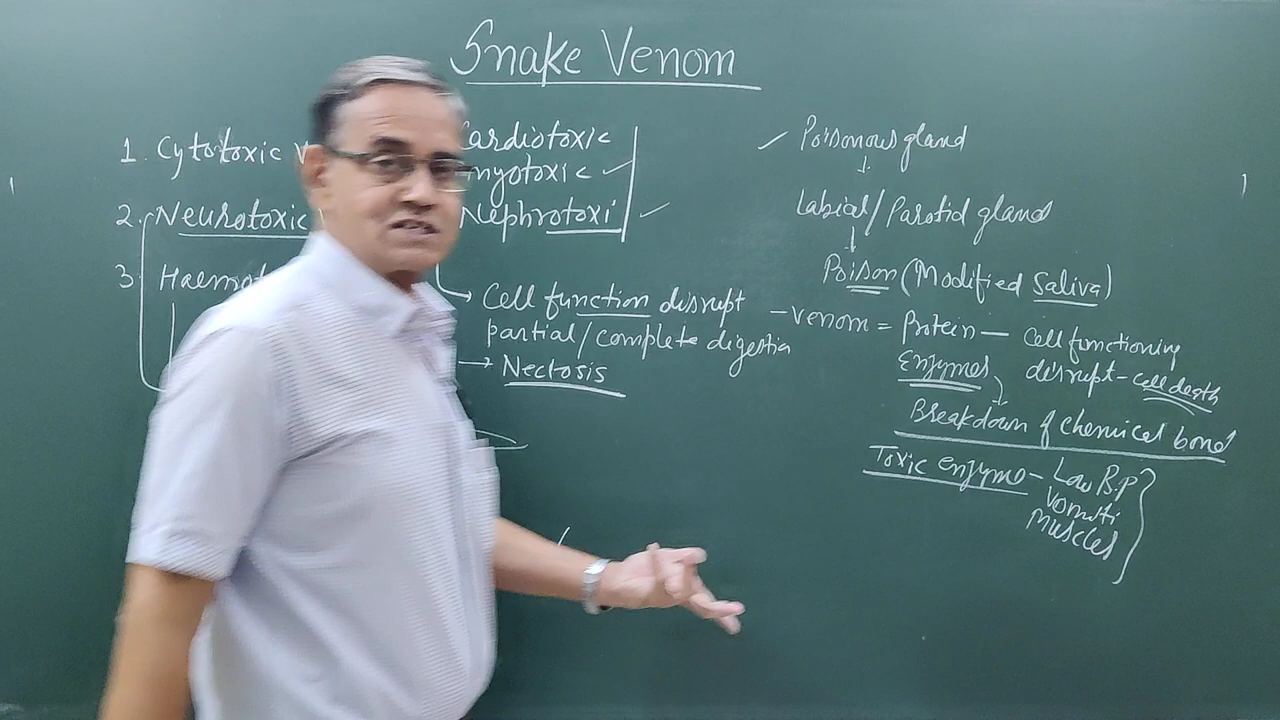 Snake Venom
1. Cytotoxic V
Cardiotoxic
myotoxic
2. Neurotoxic
Nephrotoxi
3. Haemot
Cell function disrupt
partial/complete digestion
→ Nectosis
Poisonous gland
Labial/Parotid gland
Poison (Modified Saliva)
- venom = Protein — Cell functioning
Enzymes disrupt - cell death
Breakdown of chemical bond
Toxic enzyme - Low B.P
vomiti
Muscles